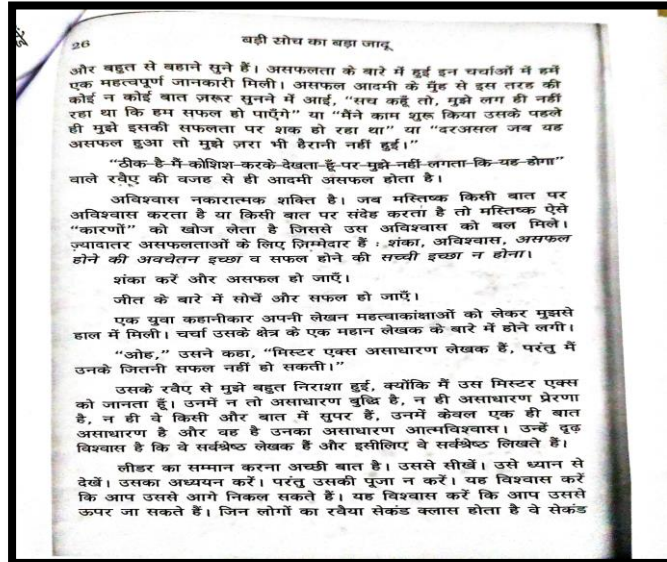 26
बड़ी सोच का बड़ा जादू
और बहुत से बहाने सुने हैं। असफलता के बारे में हुई इन चर्चाओं में हमें
एक महत्वपूर्ण जानकारी मिली। असफल आदमी के मुँह से इस तरह की
कोई न कोई बात ज़रूर सुनने में आई, “सच कहूँ तो, मुझे लग ही नहीं
रहा था कि हम सफल हो पाएँगे” या “मैंने काम शुरू किया उसके पहले
ही मुझे इसकी सफलता पर शक हो रहा था” या “दरअसल जब यह
असफल हुआ तो मुझे ज़रा भी हैरानी नहीं हुई।”
“ठीक है मैं कोशिश करके देखता हूँ पर मुझे नहीं लगता कि यह होगा”
वाले रवैए की वजह से ही आदमी असफल होता है।
अविश्वास नकारात्मक शक्ति है। जब मस्तिष्क किसी बात पर
अविश्वास करता है या किसी बात पर संदेह करता है तो मस्तिष्क ऐसे
“कारणों” को खोज लेता है जिससे उस अविश्वास को बल मिले।
ज़्यादातर असफलताओं के लिए ज़िम्मेदार हैं : शंका, अविश्वास, असफल
होने की अवचेतन इच्छा व सफल होने की सच्ची इच्छा न होना।
शंका करें और असफल हो जाएँ।
जीत के बारे में सोचें और सफल हो जाएँ।
एक युवा कहानीकार अपनी लेखन महत्वाकांक्षाओं को लेकर मुझसे
हाल में मिली। चर्चा उसके क्षेत्र के एक महान लेखक के बारे में होने लगी।
“ओह,” उसने कहा, “मिस्टर एक्स असाधारण लेखक हैं, परंतु मैं
उनके जितनी सफल नहीं हो सकती।”
उसके रवैए से मुझे बहुत निराशा हुई, क्योंकि मैं उस मिस्टर एक्स
को जानता हूँ। उनमें न तो असाधारण बुद्धि है, न ही असाधारण प्रेरणा
है, न ही वे किसी और बात में सुपर हैं, उनमें केवल एक ही बात
असाधारण है और वह है उनका असाधारण आत्मविश्वास। उन्हें दृढ़
विश्वास है कि वे सर्वश्रेष्ठ लेखक हैं और इसीलिए वे सर्वश्रेष्ठ लिखते हैं।
लीडर का सम्मान करना अच्छी बात है। उससे सीखें। उसे ध्यान से
देखें। उसका अध्ययन करें। परंतु उसकी पूजा न करें। यह विश्वास करें
कि आप उससे आगे निकल सकते हैं। यह विश्वास करें कि आप उससे
ऊपर जा सकते हैं। जिन लोगों का रवैया सेकंड क्लास होता है वे सेकंड